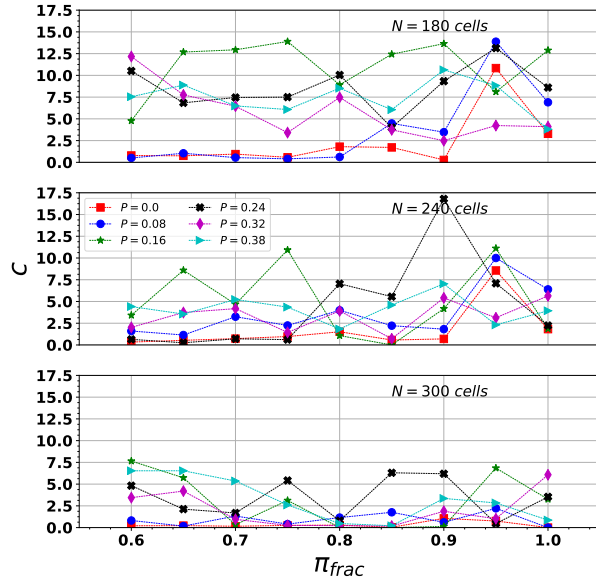 17.5
15.0
12.5
10.0
7.5
5.0
2.5
0.0
N = 180 cells
17.5
15.0
12.5
10.0
7.5
5.0
2.5
0.0
P = 0.0
P = 0.08
P = 0.16
P = 0.24
P = 0.32
P = 0.38
N = 240 cells
C
17.5
15.0
12.5
10.0
7.5
5.0
2.5
0.0
N = 300 cells
0.6 0.7 0.8 0.9 1.0
π_frac